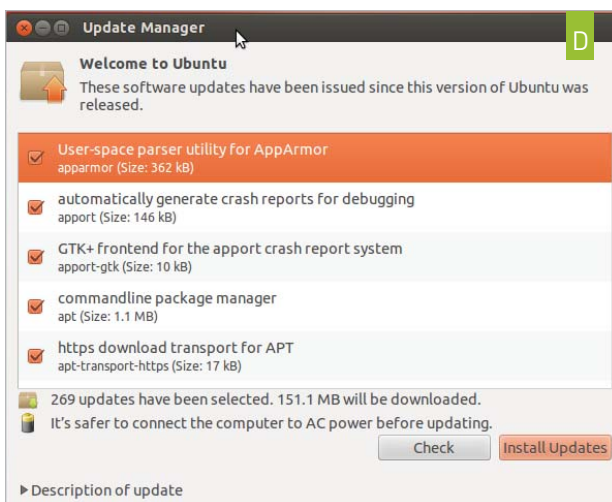 Update Manager
D
Welcome to Ubuntu
These software updates have been issued since this version of Ubuntu was
released.
User-space parser utility for AppArmor
apparmor (Size: 362 kB)
automatically generate crash reports for debugging
apport (Size: 146 kB)
GTK+ frontend for the apport crash report system
apport-gtk (Size: 10 kB)
commandline package manager
apt (Size: 1.1 MB)
https download transport for APT
apt-transport-https (Size: 17 kB)
269 updates have been selected. 151.1 MB will be downloaded.
It's safer to connect the computer to AC power before updating.
Check
Install Updates
Description of update